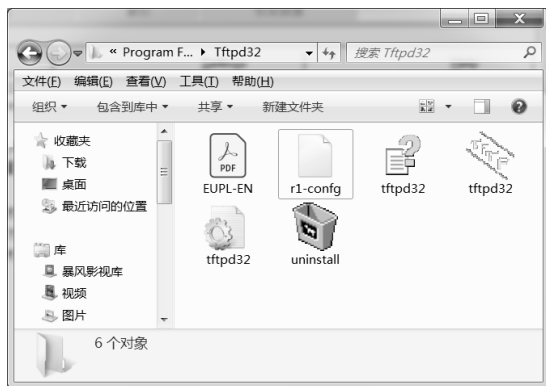 « Program F... ▸ Tftpd32
搜索 Tftpd32
文件(F) 编辑(E) 查看(V) 工具(T) 帮助(H)
组织 包含到库中 共享 新建文件夹
收藏夹
下载
桌面
最近访问的位置
库
暴风影视库
视频
图片
PDF
EUPL-EN
r1-confg
tftpd32
TFTP
tftpd32
tftpd32
uninstall
6 个对象